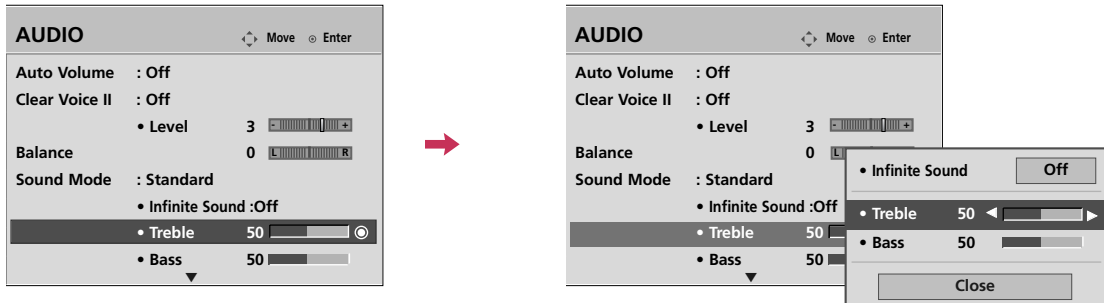 AUDIO Move Enter
Auto Volume : Off
Clear Voice II : Off
• Level 3 - +
Balance 0 L R
Sound Mode : Standard
• Infinite Sound :Off
• Treble 50
• Bass 50
AUDIO Move Enter
Auto Volume : Off
Clear Voice II : Off
• Level 3 - +
Balance 0 L
Sound Mode : Standard
• Infinite Sound :Off
• Treble 50
• Bass 50
• Infinite Sound Off
• Treble 50
• Bass 50
Close